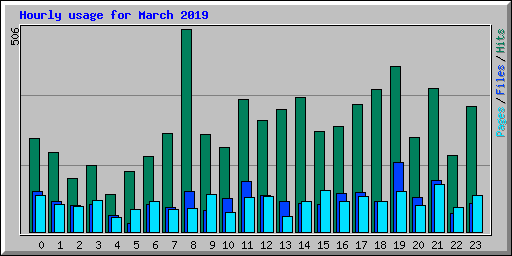 Hourly usage for March 2019
506
Pages/Files/Hits
0 1 2 3 4 5 6 7 8 9 10 11 12 13 14 15 16 17 18 19 20 21 22 23